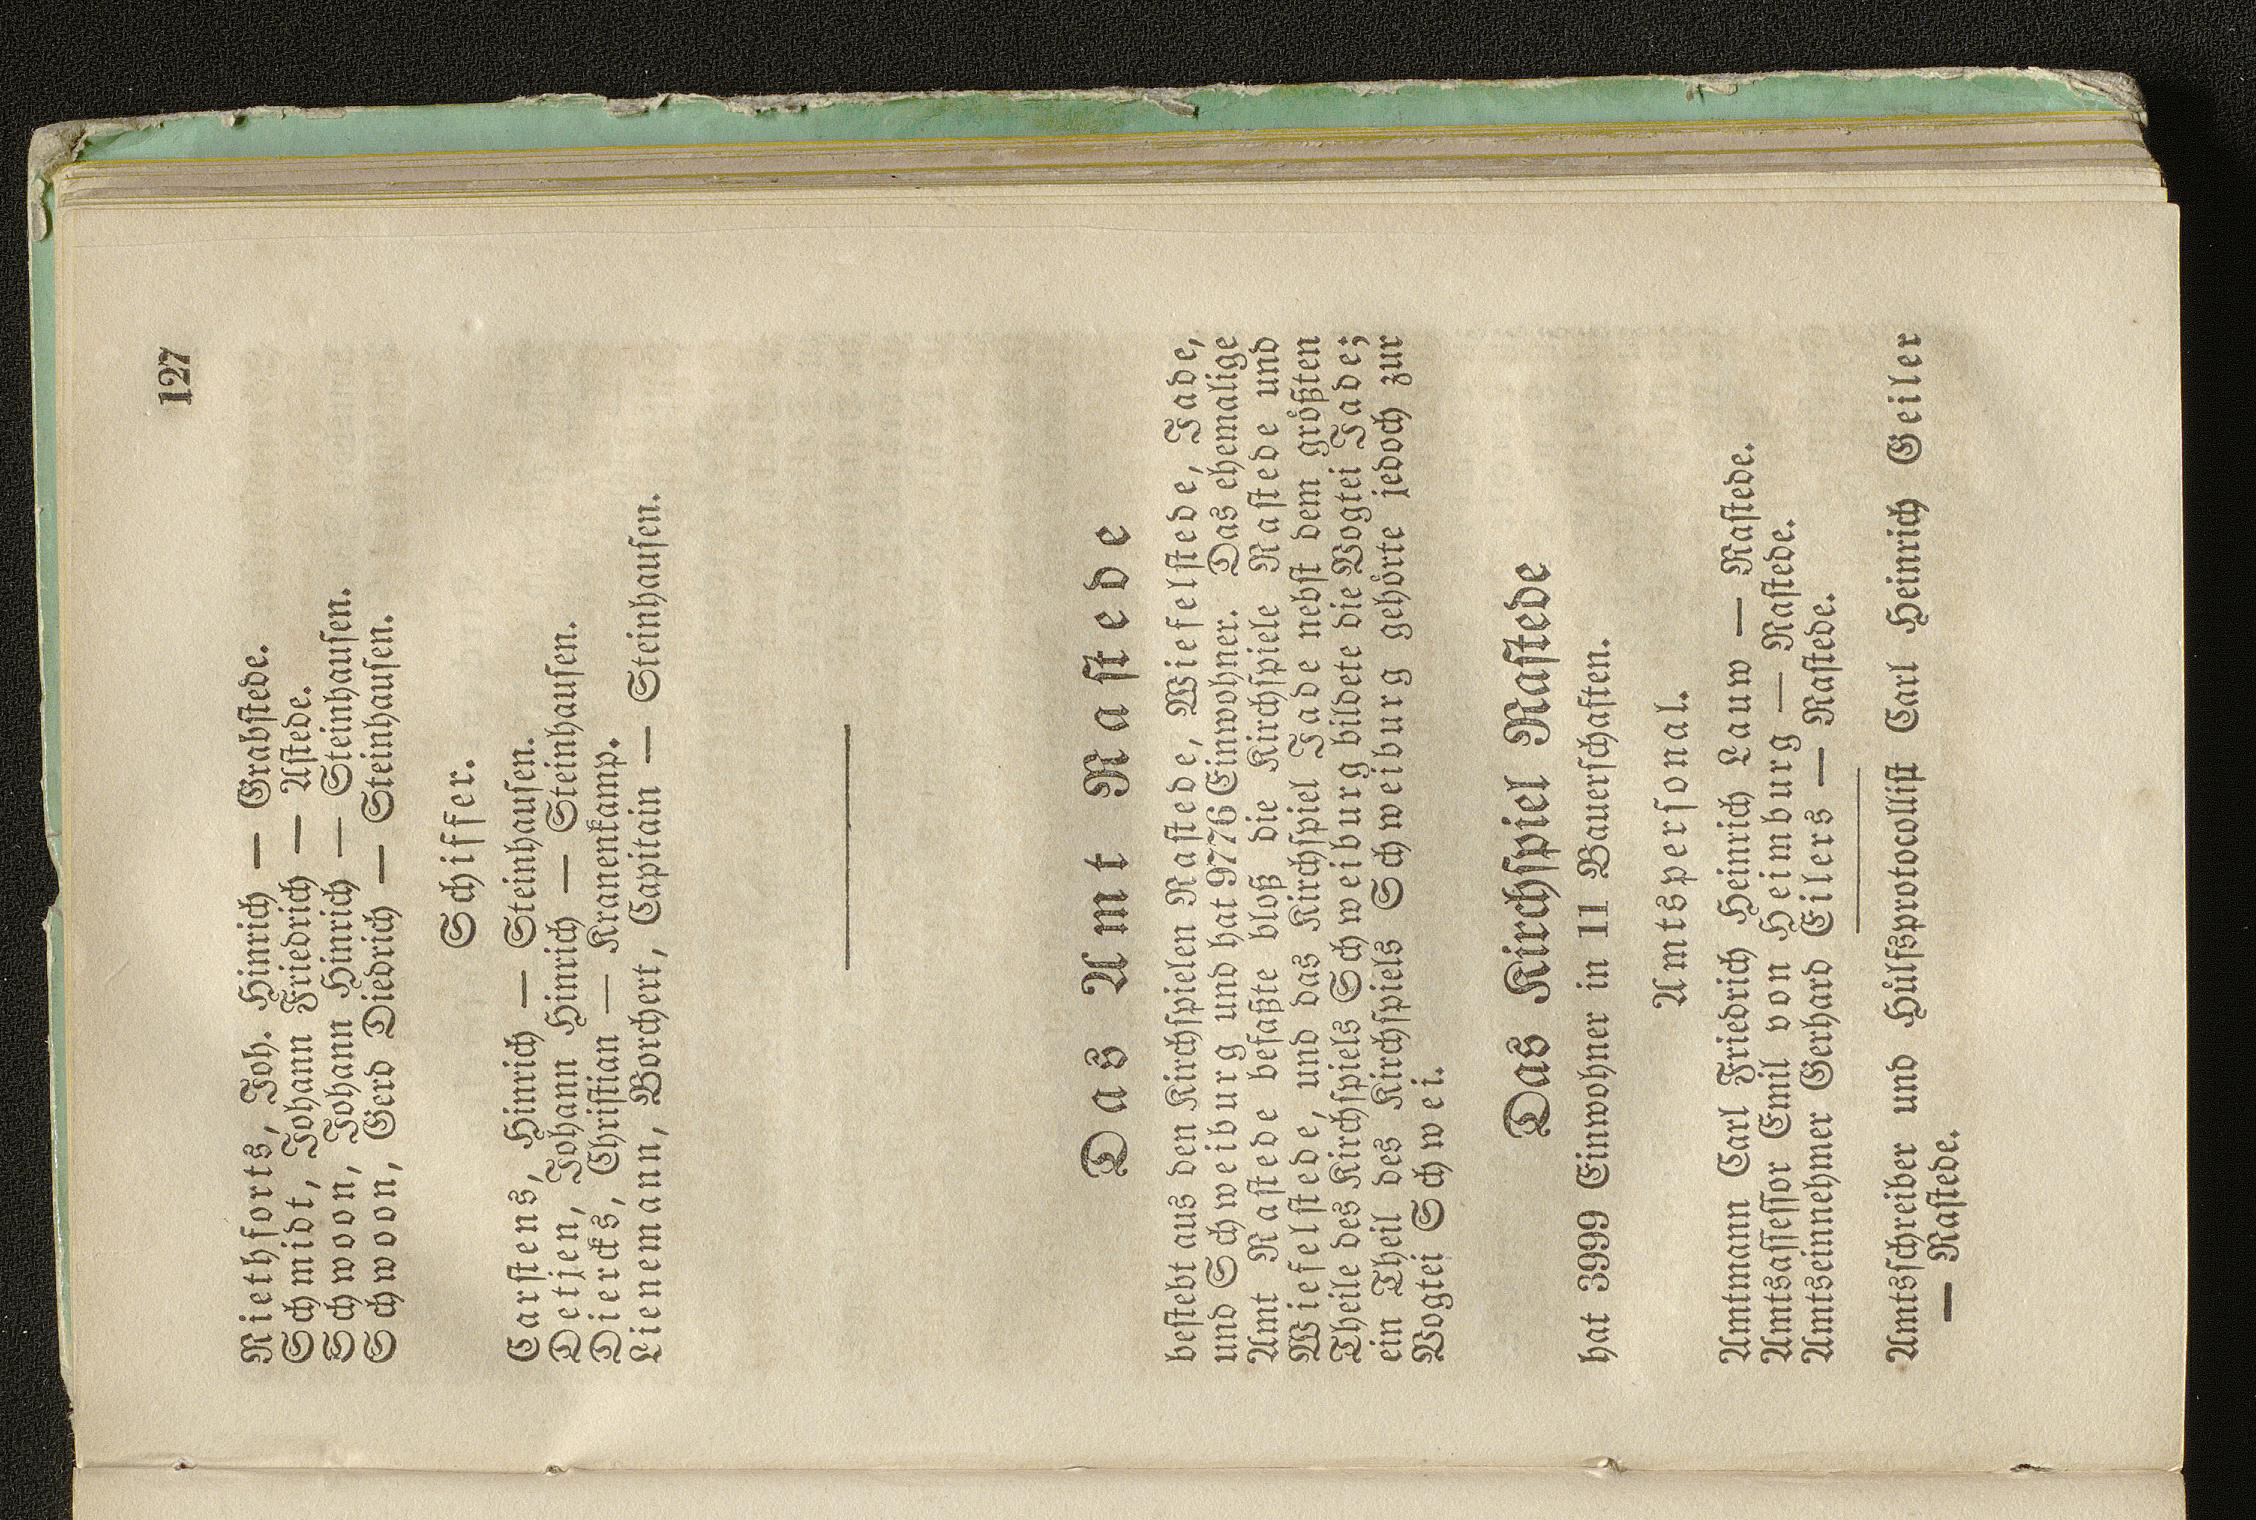 127
Riethforts, Joh. Hinrich — Grabstede.
Schmidt, Johann Friedrich — Astede.
Schwoon, Johann Hinrich — Steinhausen.
Schwoon, Gerd Diedrich — Steinhausen.
Schiffer.
Carstens, Hinrich — Steinhausen.
Detjen, Johann Hinrich — Steinhausen.
Diercks, Christian — Kranenkamp.
Lienemann, Borchert, Capitain — Steinhausen.
Das Amt Rastede
bestebt aus den Kirchspielen Rastede, Wiefelstede, Jade,
und Schweiburg und hat 9776 Einwohner. Das ehemalige
Amt Rastede befaßte bloß die Kirchspiele Rastede und
Wiefelstede, und das Kirchspiel Jade nebst dem größten
Theile des Kirchspiels Schweiburg bildete die Vogtei Jade;
ein Theil des Kirchspiels Schweiburg gehörte jedoch zur
Vogtei Schwei.
Das Kirchspiel Rastede
hat 3999 Einwohner in 11 Bauerschaften.
Amtspersonal.
Amtmann Carl Friedrich Heinrich Lauw — Rastede.
Amtsassessor Emil von Heimburg — Rastede.
Amtseinnehmer Gerhard Eilers — Rastede.
Amtsschreiber und Hülfsprotocollist Carl Heinrich Geiler
— Rastede.